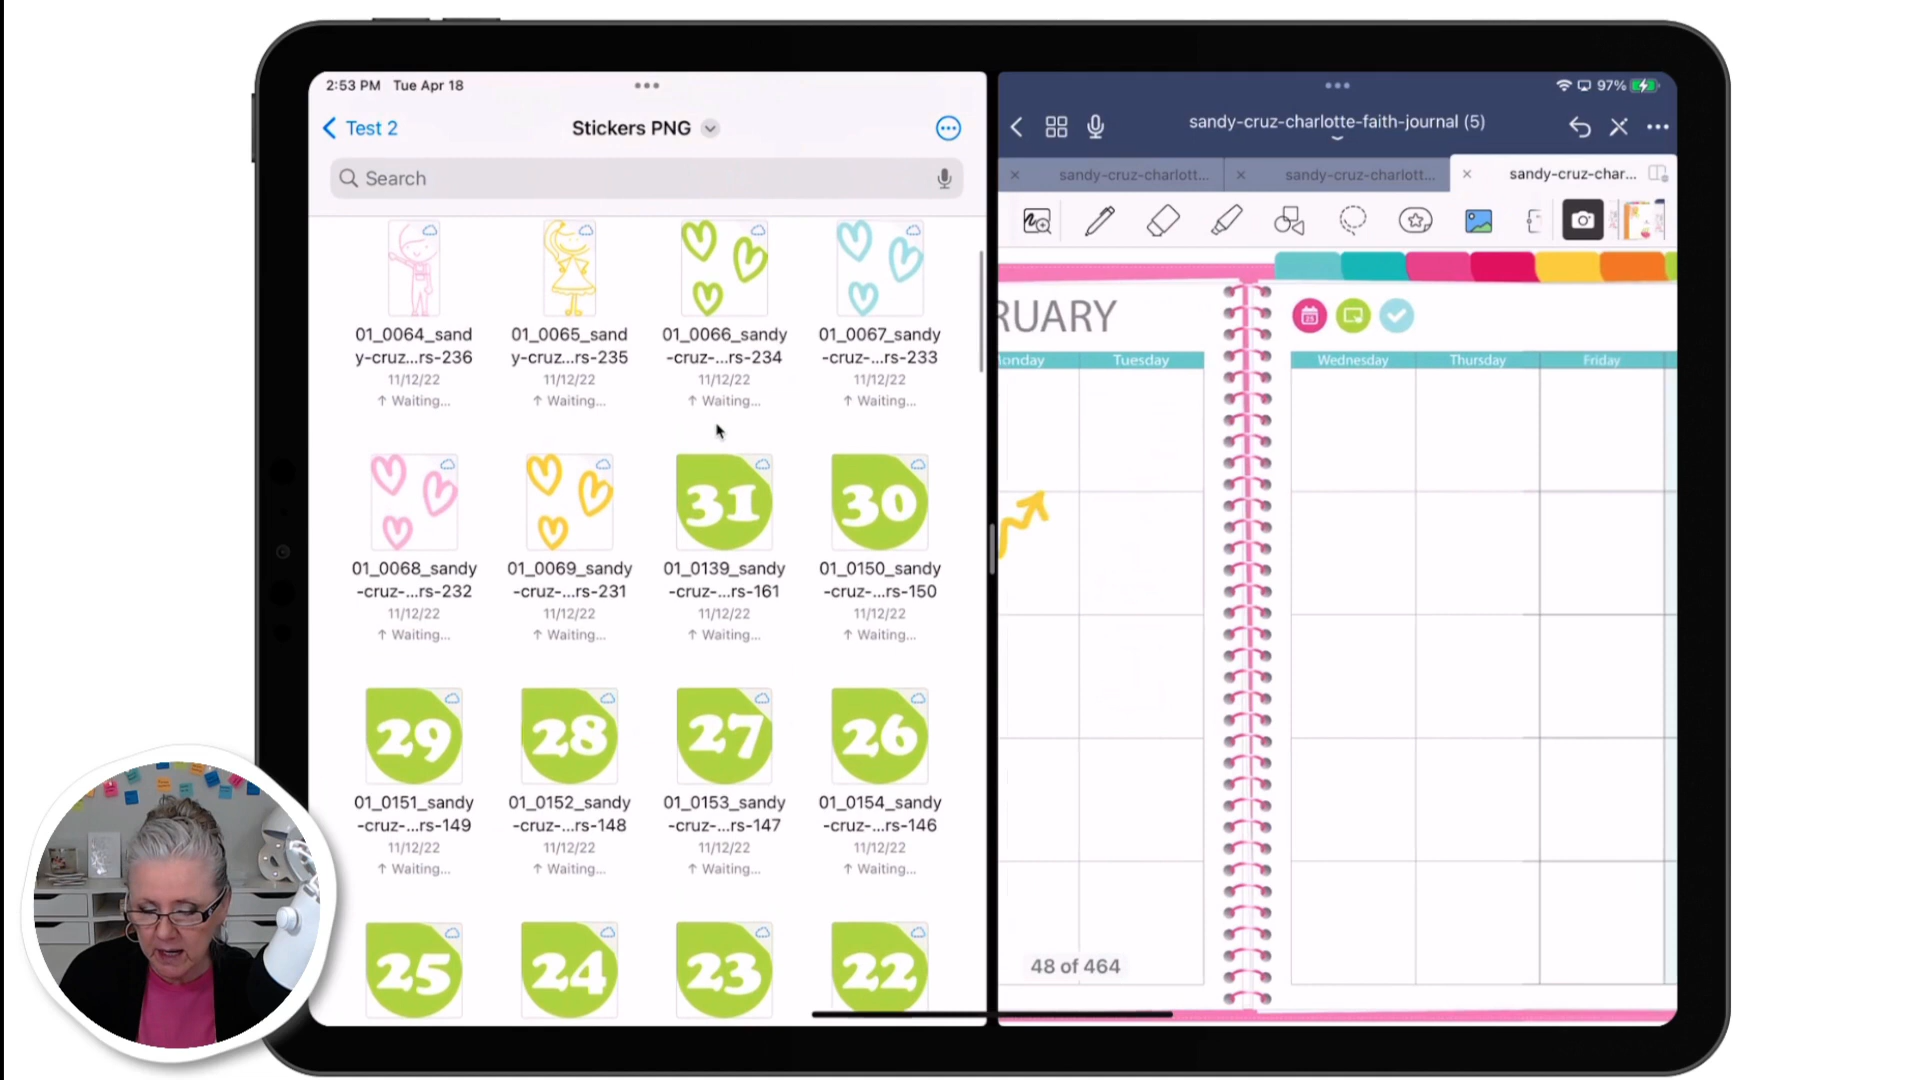 2:53 PM Tue Apr 18
Test 2
Stickers PNG
Search
01_0064_sand
y-cruz...rs-236
11/12/22
↑ Waiting...
01_0065_sand
y-cruz...rs-235
11/12/22
↑ Waiting...
01_0066_sandy
-cruz-...rs-234
11/12/22
↑ Waiting...
01_0067_sandy
-cruz-...rs-233
11/12/22
↑ Waiting...
01_0068_sandy
-cruz-...rs-232
11/12/22
↑ Waiting...
01_0069_sandy
-cruz-...rs-231
11/12/22
↑ Waiting...
31
01_0139_sandy
-cruz-...rs-161
11/12/22
↑ Waiting...
30
01_0150_sandy
-cruz-...rs-150
11/12/22
↑ Waiting...
29
01_0151_sandy
-cruz-...rs-149
11/12/22
↑ Waiting...
28
01_0152_sandy
-cruz-...rs-148
11/12/22
↑ Waiting...
27
01_0153_sandy
-cruz-...rs-147
11/12/22
↑ Waiting...
26
01_0154_sandy
-cruz-...rs-146
11/12/22
↑ Waiting...
25
24
23
22
97%
sandy-cruz-charlotte-faith-journal (5)
sandy-cruz-charlott...
sandy-cruz-charlott...
sandy-cruz-char...
RUARY
onday
Tuesday
Wednesday
Thursday
Friday
48 of 464